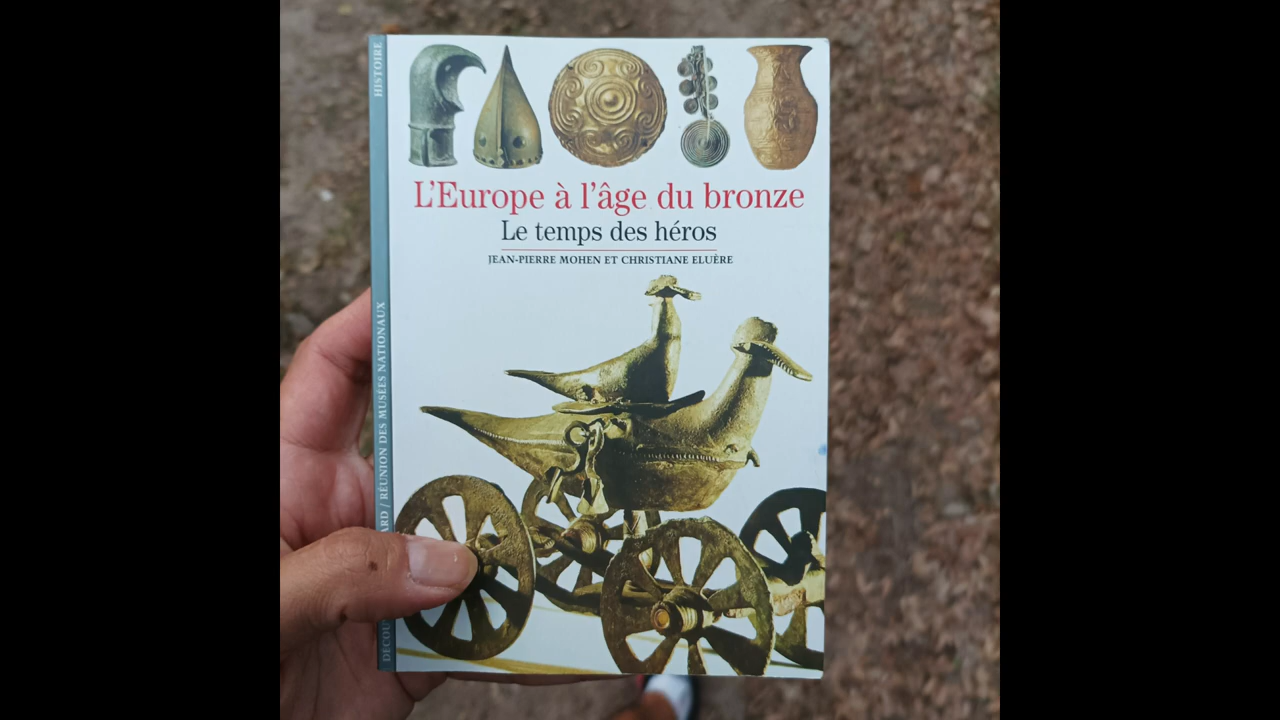 L'Europe à l'âge du bronze
Le temps des héros
JEAN-PIERRE MOHEN ET CHRISTIANE ELUÈRE
HISTOIRE
RÉUNION DES MUSÉES NATIONAUX